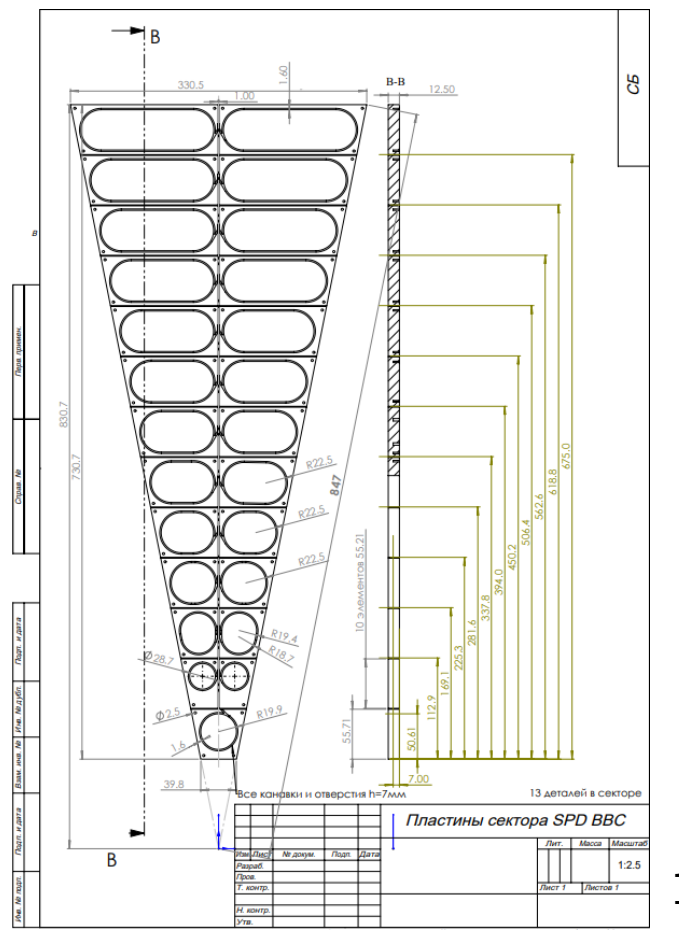 B
СБ
330.5
1.60
1.00
B-B
12.50
B
Перв. примен.
Справ. №
830.7
730.7
R22.5
R22.5
R22.5
847
R19.4
R18.7
Ø28.7
Ø2.5
R19.9
1.6
39.8
10 элементов 55,21
55,71
50.61
112.9
169.1
225.3
281.6
337.8
394.0
450.2
506.4
562.6
618.8
675.0
7.00
Подп. и дата
Инв. № дубл.
Взам. инв. №
Подп. и дата
Инв. № подл.
B
Все канавки и отверстия h=7мм
13 деталей в секторе
Пластины сектора SPD BBC
Изм. Лист № докум. Подп. Дата
Разраб.
Пров.
Т. контр.
Н. контр.
Утв.
Лит. Масса Масштаб
1:2.5
Лист 1 Листов 1